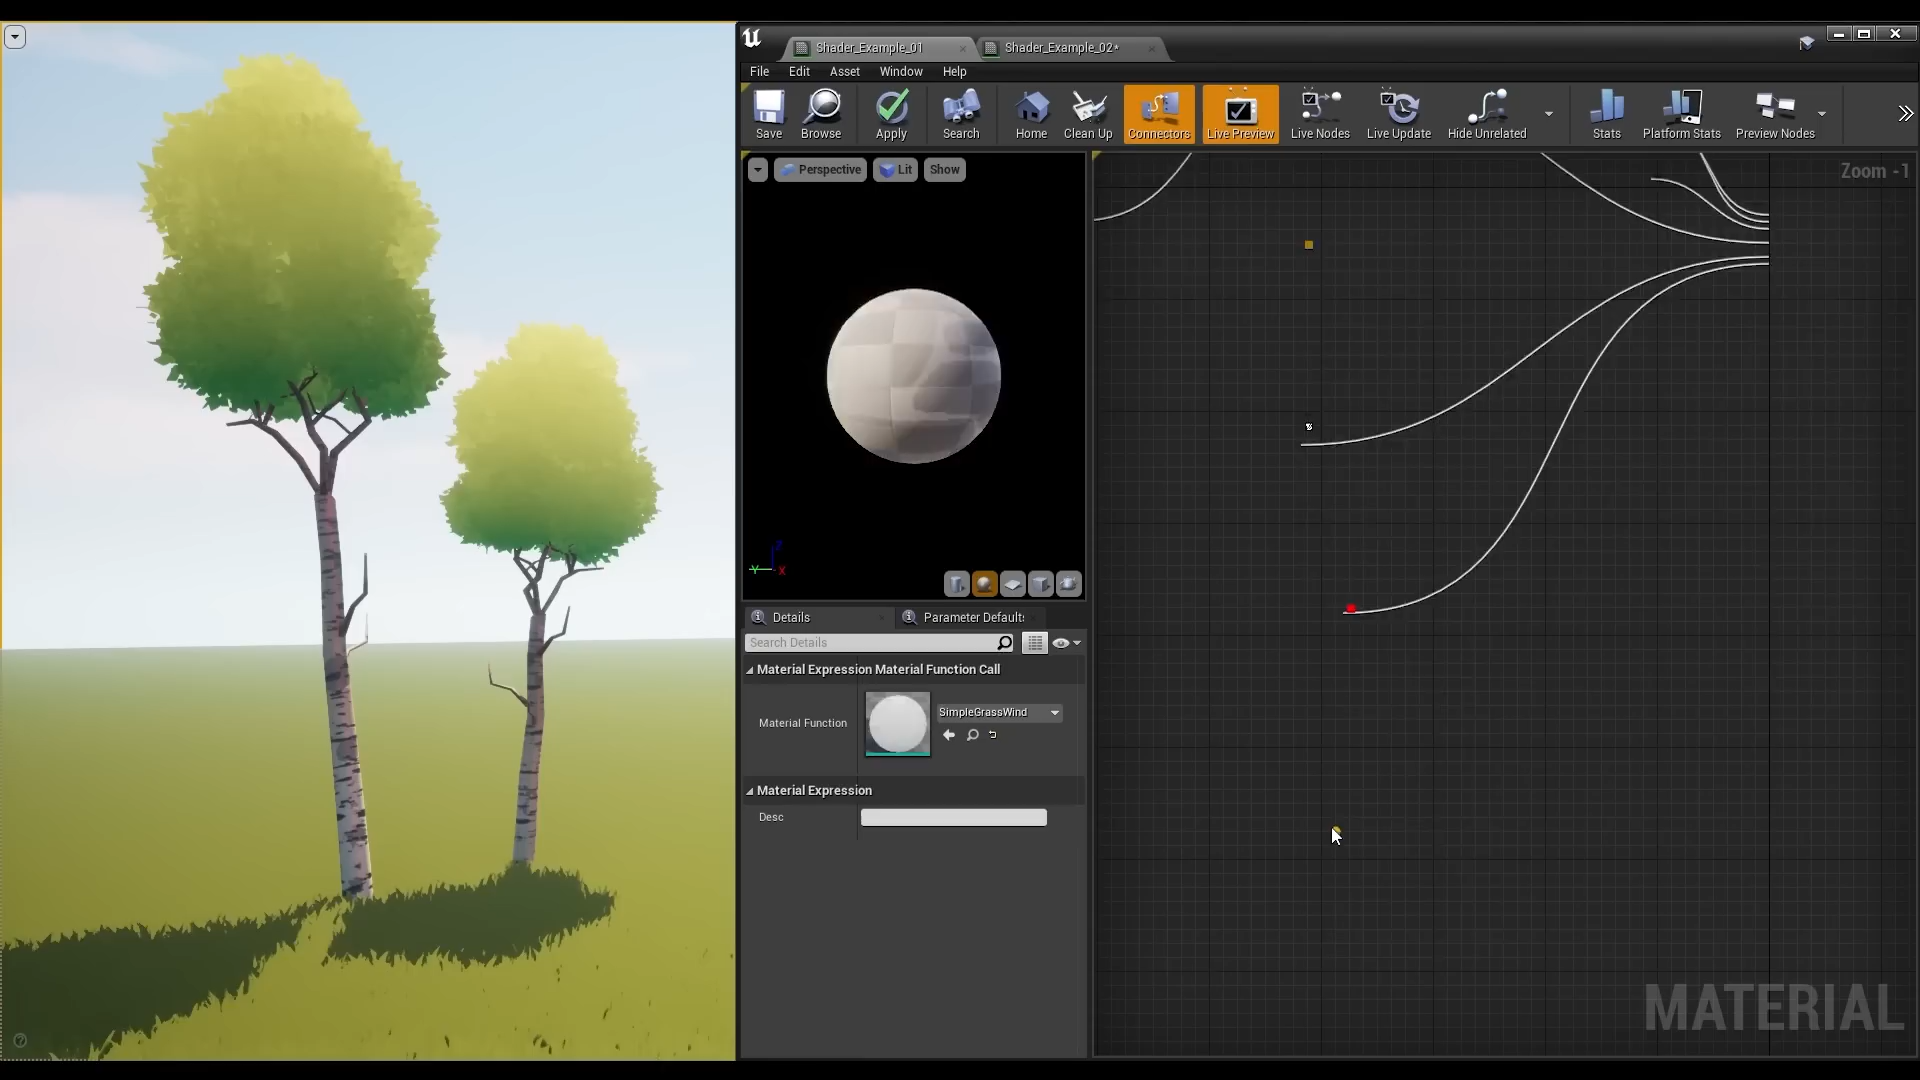 Shader_Example_01
Shader_Example_02*
File Edit Asset Window Help
Save Browse Apply Search Home Clean Up Connectors Live Preview Live Nodes Live Update Hide Unrelated Stats Platform Stats Preview Nodes
Perspective Lit Show
Zoom -1
Z
Y
X
Details
Parameter Default
Search Details
Material Expression Material Function Call
Material Function
SimpleGrassWind
Material Expression
Desc
MATERIAL